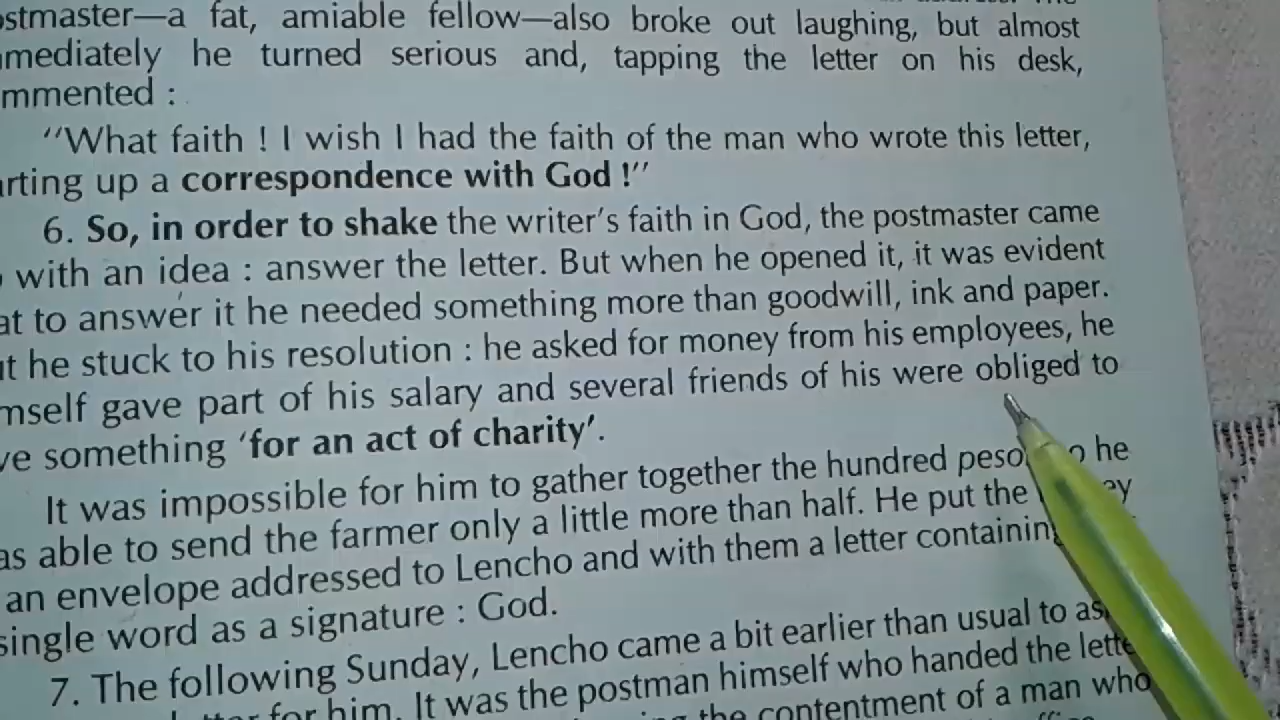 stmaster—a fat, amiable fellow—also broke out laughing, but almost
mediately he turned serious and, tapping the letter on his desk,
mmented :
“What faith ! I wish I had the faith of the man who wrote this letter,
rting up a correspondence with God !”
6. So, in order to shake the writer's faith in God, the postmaster came
with an idea : answer the letter. But when he opened it, it was evident
at to answer it he needed something more than goodwill, ink and paper.
t he stuck to his resolution : he asked for money from his employees, he
mself gave part of his salary and several friends of his were obliged to
ve something ‘for an act of charity’.
It was impossible for him to gather together the hundred peso he
as able to send the farmer only a little more than half. He put the
an envelope addressed to Lencho and with them a letter containing
single word as a signature : God.
7. The following Sunday, Lencho came a bit earlier than usual to as
for him. It was the postman himself who handed the lette
the contentment of a man who